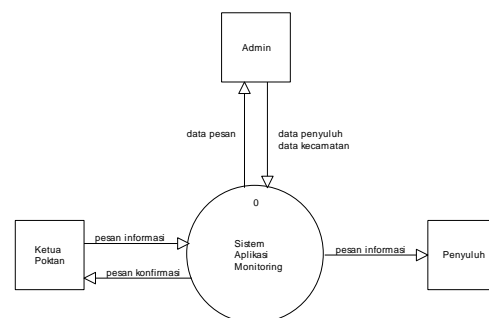 Admin
data pesan
data penyuluh
data kecamatan
0
Ketua
Poktan
pesan informasi
pesan konfirmasi
Sistem
Aplikasi
Monitoring
pesan informasi
Penyuluh